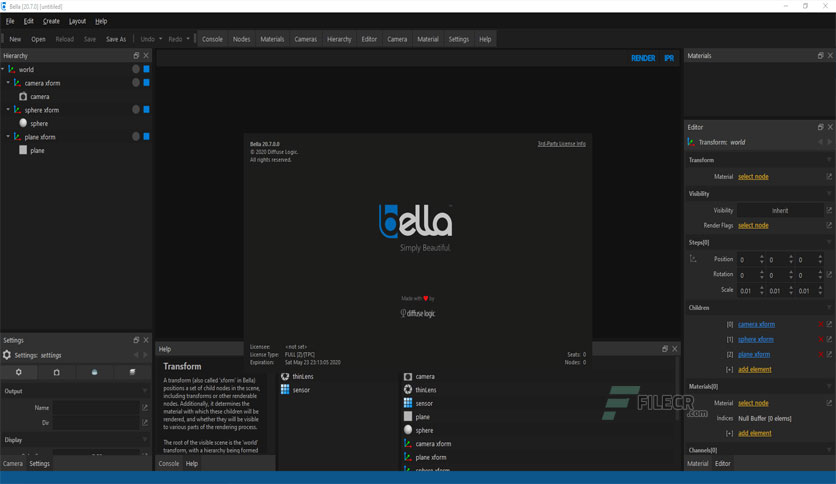 Bella [20.7.0] [untitled]
File Edit Create Layout Help
New Open Reload Save Save As Undo Redo Console Nodes Materials Cameras Hierarchy Editor Camera Material Settings Help
Hierarchy
world
camera xform
camera
sphere xform
sphere
plane xform
plane
Settings
Settings: settings
Output
Name
Dir
Display
Camera Settings
RENDER IPR
Bella 20.7.0.0
© 2020 Diffuse Logic.
All rights reserved.
3rd-Party License Info
bella
Simply Beautiful.
Made with ♥ by
diffuse logic
Licensee: <not set>
License Type: FULL [Z]/[TPC]
Expiration: Sat May 23 23:13:05 2020
Seats: 0
Nodes: 0
Help
Transform
A transform (also called 'xform' in Bella)
positions a set of child nodes in the scene,
including transforms or other renderable
nodes. Additionally, it determines the
material with which these children will be
rendered, and whether they will be visible
to various parts of the rendering process.
The root of the visible scene is the 'world'
transform, with a hierarchy being formed
Console Help
thinLens
sensor
camera
thinLens
sensor
plane
sphere
camera xform
plane xform
sphere xform
FILECR
.com
Materials
Editor
Transform: world
Transform
Material select node
Visibility
Visibility Inherit
Render Flags select node
Steps[0]
Position 0 0 0
Rotation 0 0 0
Scale 0.01 0.01 0.01
Children
[0] camera xform X
[1] sphere xform X
[2] plane xform X
[+] add element
Materials[0]
Material select node
Indices Null Buffer [0 elems]
[+] add element
Channels[0]
Material Editor